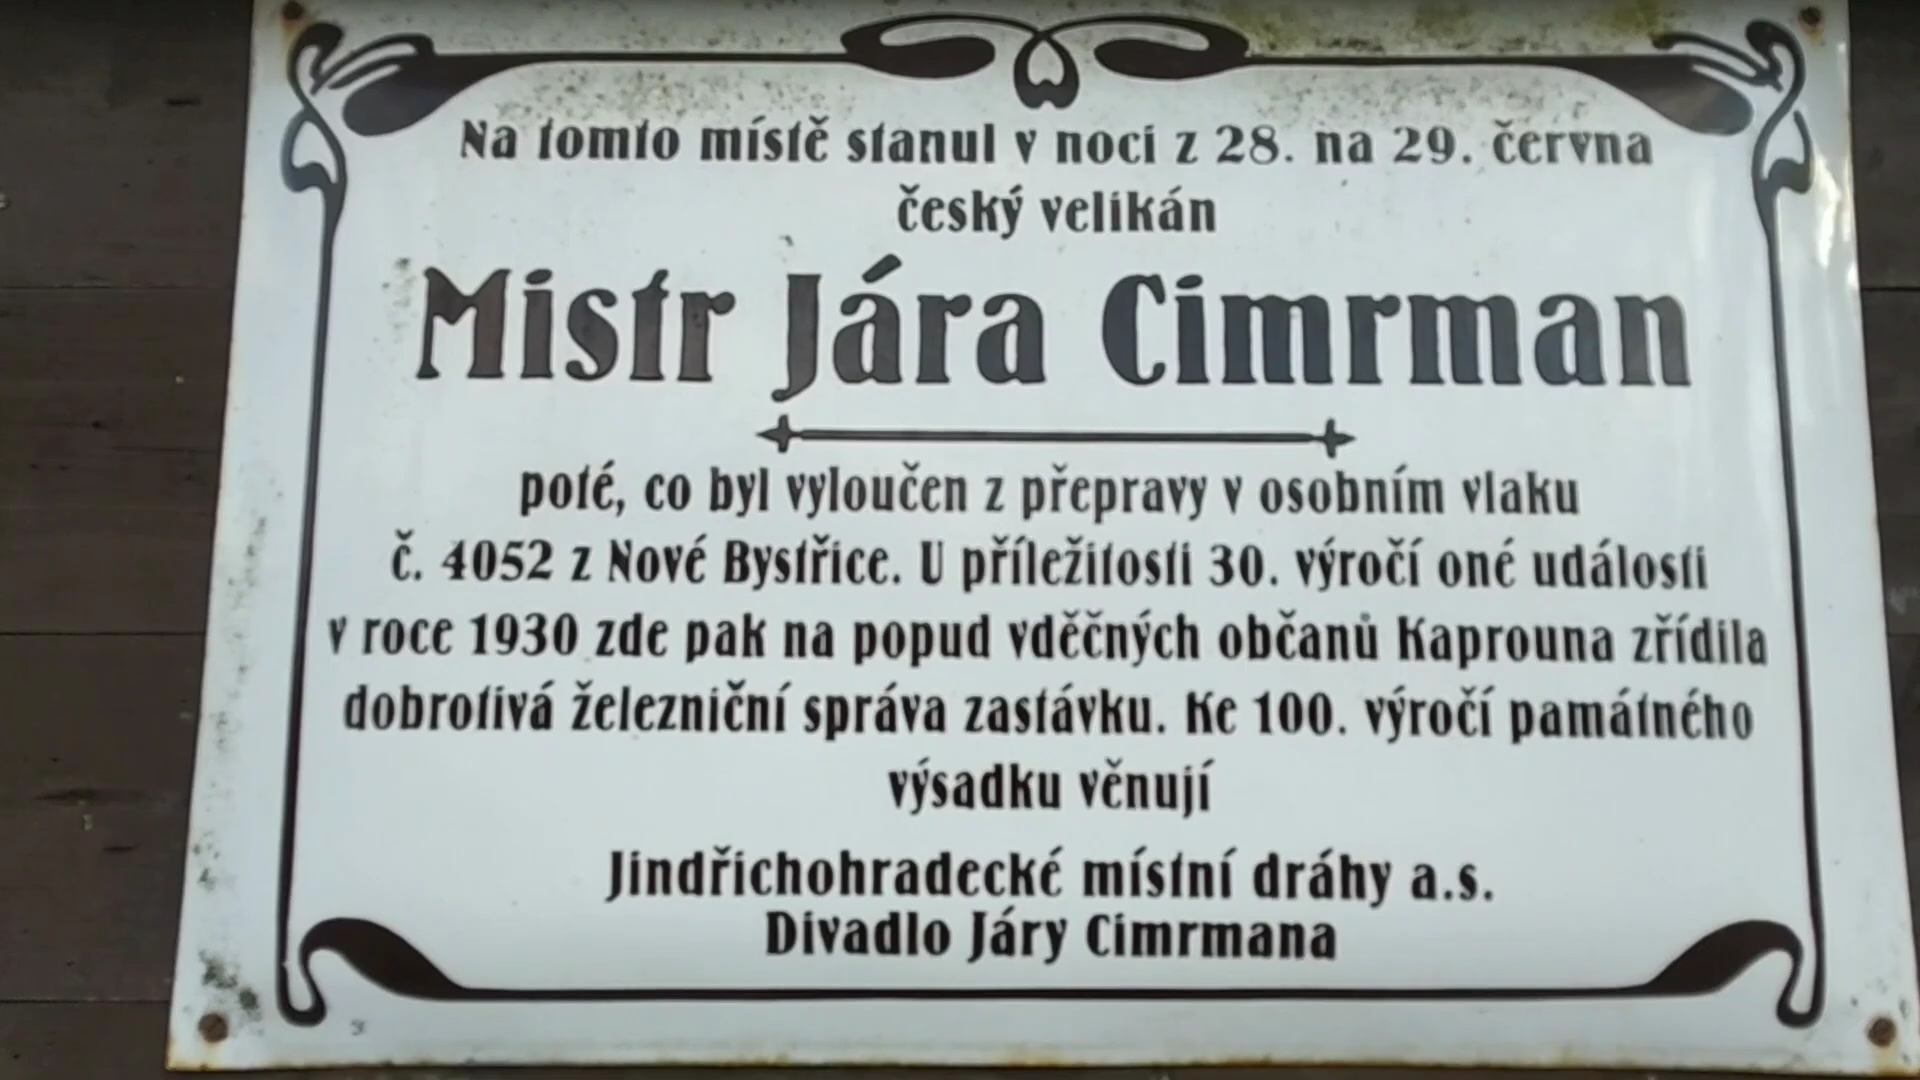 Na tomto místě stanul v noci z 28. na 29. června
český velikán
Mistr Jára Cimrman
poté, co byl vyloučen z přepravy v osobním vlaku
č. 4052 z Nové Bystřice. U příležitosti 30. výročí oné události
v roce 1930 zde pak na popud vděčných občanů Kaprouna zřídila
dobrotivá železniční správa zastávku. Ke 100. výročí památného
výsadku věnují
Jindřichohradecké místní dráhy a.s.
Divadlo Járy Cimrmana